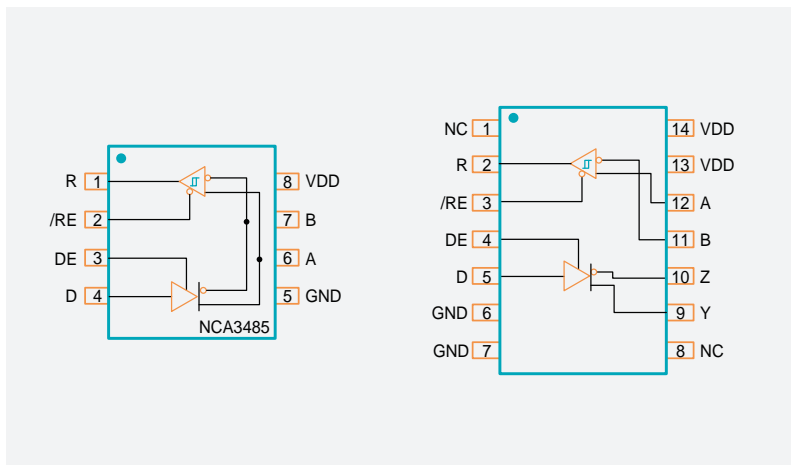 R 1
/RE 2
DE 3
D 4
8 VDD
7 B
6 A
5 GND
NCA3485
NC 1
R 2
/RE 3
DE 4
D 5
GND 6
GND 7
14 VDD
13 VDD
12 A
11 B
10 Z
9 Y
8 NC